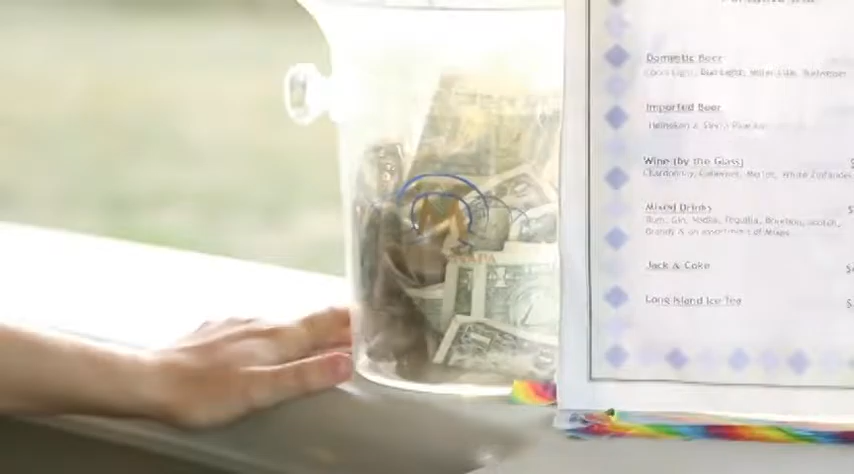 Domestic Beer
Coors Light, Bud Light, Miller Lite, Budweiser
Imported Beer
Heineken &
Wine (by the Glass)
Chardonnay, Cabernet, Merlot, White Zinfandel
Mixed Drinks
Rum, Gin, Vodka, Tequila, Bourbon, Scotch,
Brandy & an assortment of Mixes
Jack & Coke
Long Island Ice Tea